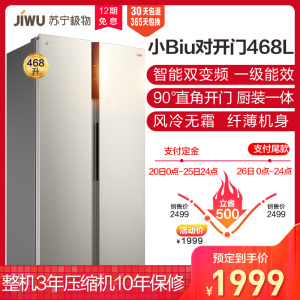 JIWU 苏宁极物
12期免息
30天包退
365天包换
468升
小Biu对开门468L
智能双变频 一级能效
90°直角开门 厨装一体
风冷无霜 纤薄机身
支付定金
20日0点~25日24点
支付尾款
26日 0点~24点
销售价
2499
立省
500
销售价
2499
活动价
¥1999
预定到手价
¥1999
整机3年压缩机10年保修